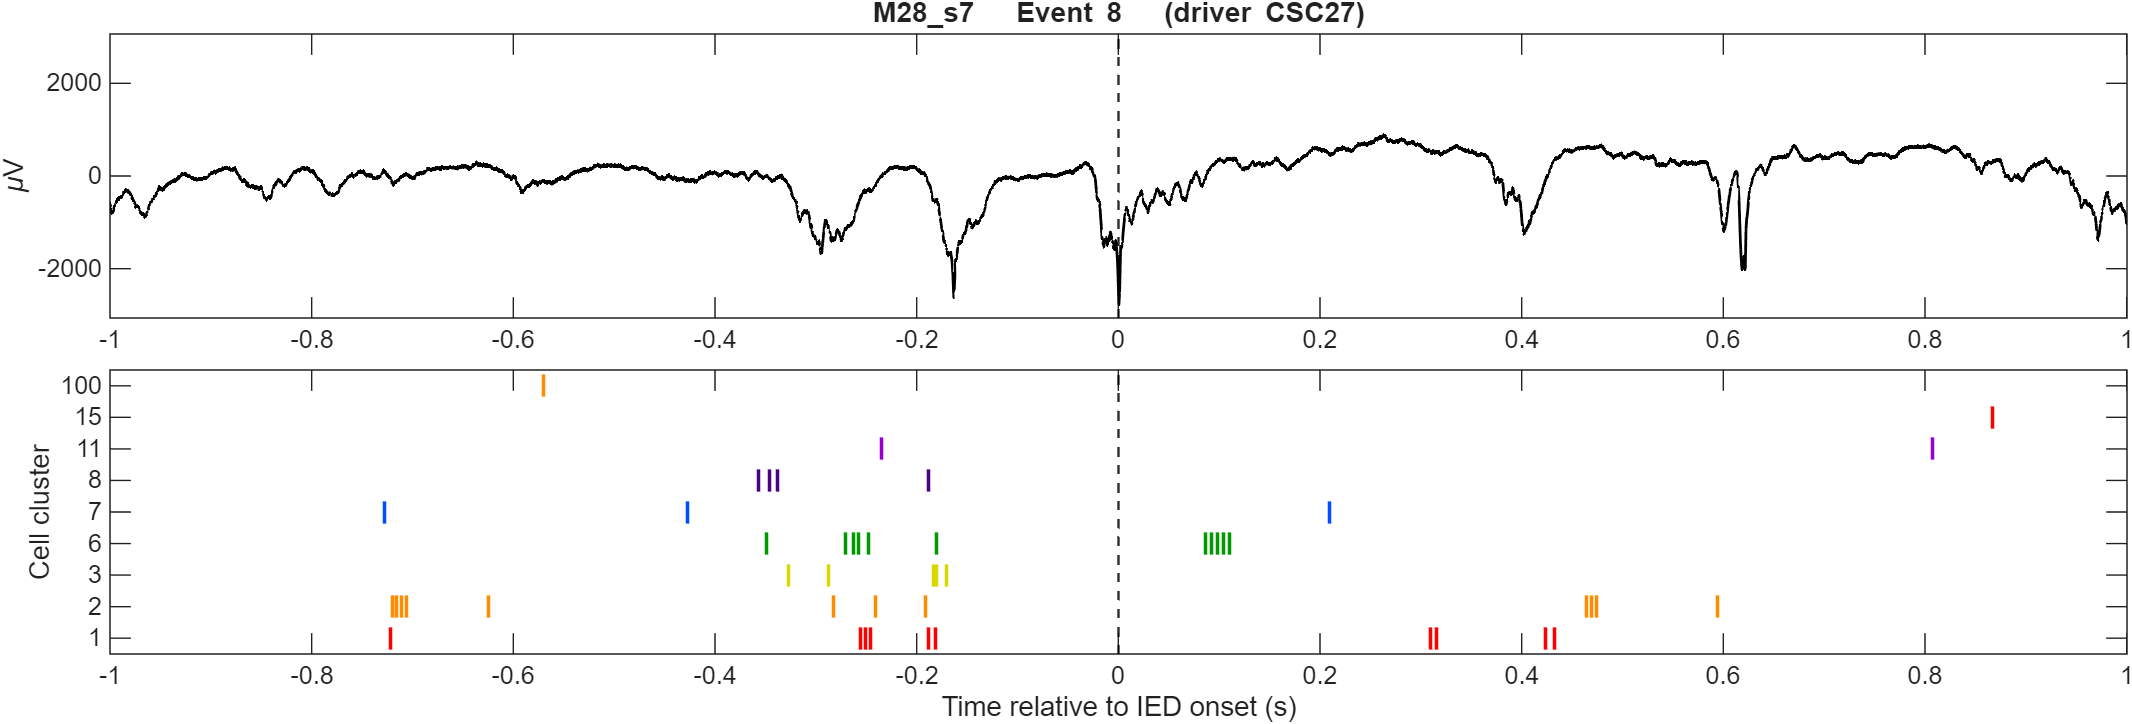 M28_s7 Event 8 (driver CSC27)
2000
0
-2000
µV
-1 -0.8 -0.6 -0.4 -0.2 0 0.2 0.4 0.6 0.8 1
100
15
11
8
7
6
3
2
1
Cell cluster
-1 -0.8 -0.6 -0.4 -0.2 0 0.2 0.4 0.6 0.8 1
Time relative to IED onset (s)